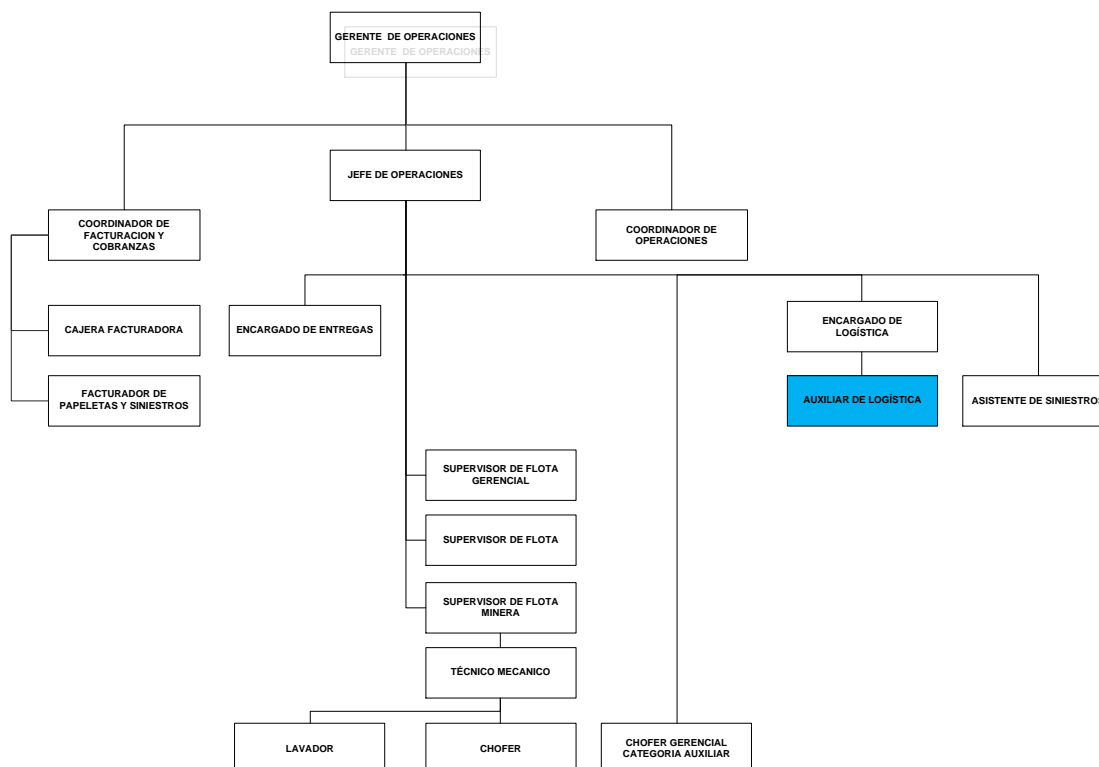 GERENTE DE OPERACIONES
GERENTE DE OPERACIONES
JEFE DE OPERACIONES
COORDINADOR DE
FACTURACION Y
COBRANZAS
COORDINADOR DE
OPERACIONES
CAJERA FACTURADORA
ENCARGADO DE ENTREGAS
ENCARGADO DE
LOGÍSTICA
FACTURADOR DE
PAPELETAS Y SINIESTROS
AUXILIAR DE LOGÍSTICA
ASISTENTE DE SINIESTROS
SUPERVISOR DE FLOTA
GERENCIAL
SUPERVISOR DE FLOTA
SUPERVISOR DE FLOTA
MINERA
TÉCNICO MECANICO
LAVADOR
CHOFER
CHOFER GERENCIAL
CATEGORIA AUXILIAR